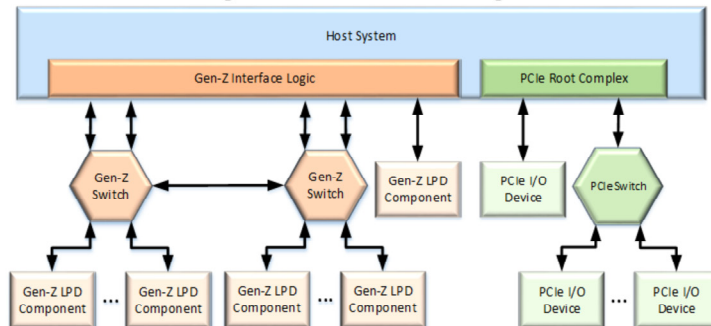 Host System
Gen-Z Interface Logic
PCIe Root Complex
Gen-Z
Switch
Gen-Z
Switch
Gen-Z LPD
Component
PCIe I/O
Device
PCIeSwitch
Gen-Z LPD
Component
...
Gen-Z LPD
Component
Gen-Z LPD
Component
...
Gen-Z LPD
Component
PCIe I/O
Device
...
PCIe I/O
Device